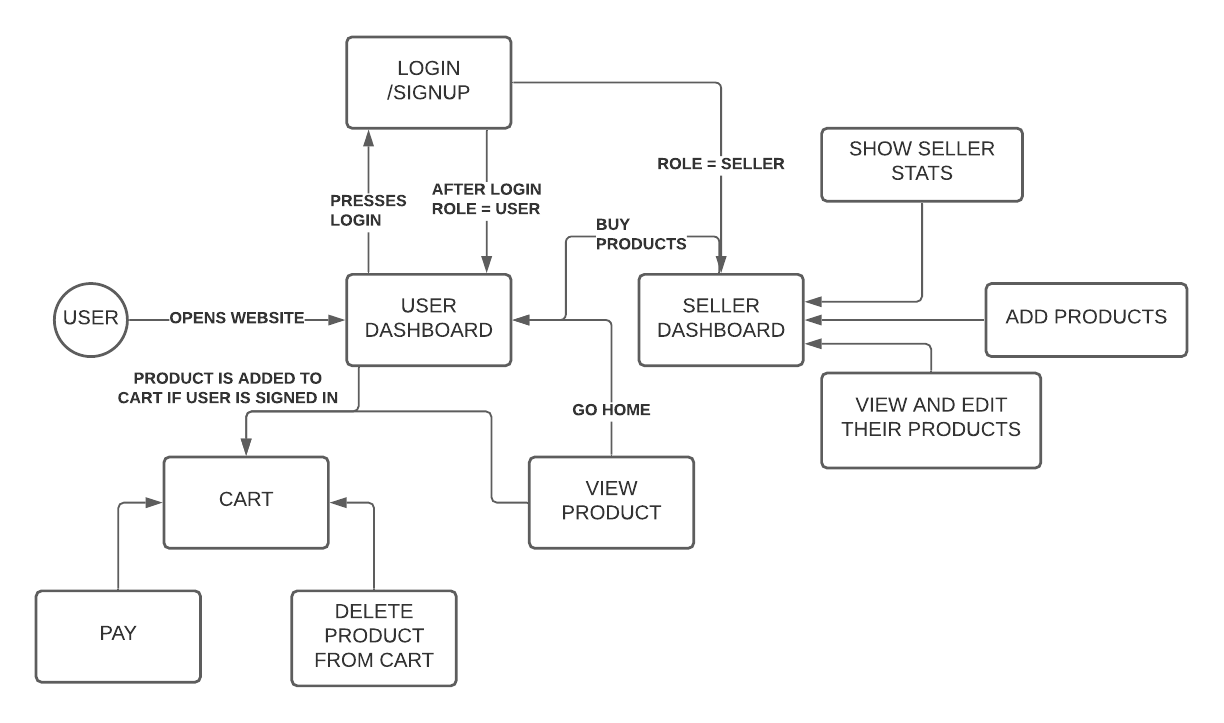 LOGIN
/SIGNUP
SHOW SELLER
STATS
ROLE = SELLER
PRESSES
LOGIN
AFTER LOGIN
ROLE = USER
BUY
PRODUCTS
USER
OPENS WEBSITE
USER
DASHBOARD
SELLER
DASHBOARD
ADD PRODUCTS
PRODUCT IS ADDED TO
CART IF USER IS SIGNED IN
GO HOME
VIEW AND EDIT
THEIR PRODUCTS
CART
VIEW
PRODUCT
PAY
DELETE
PRODUCT
FROM CART